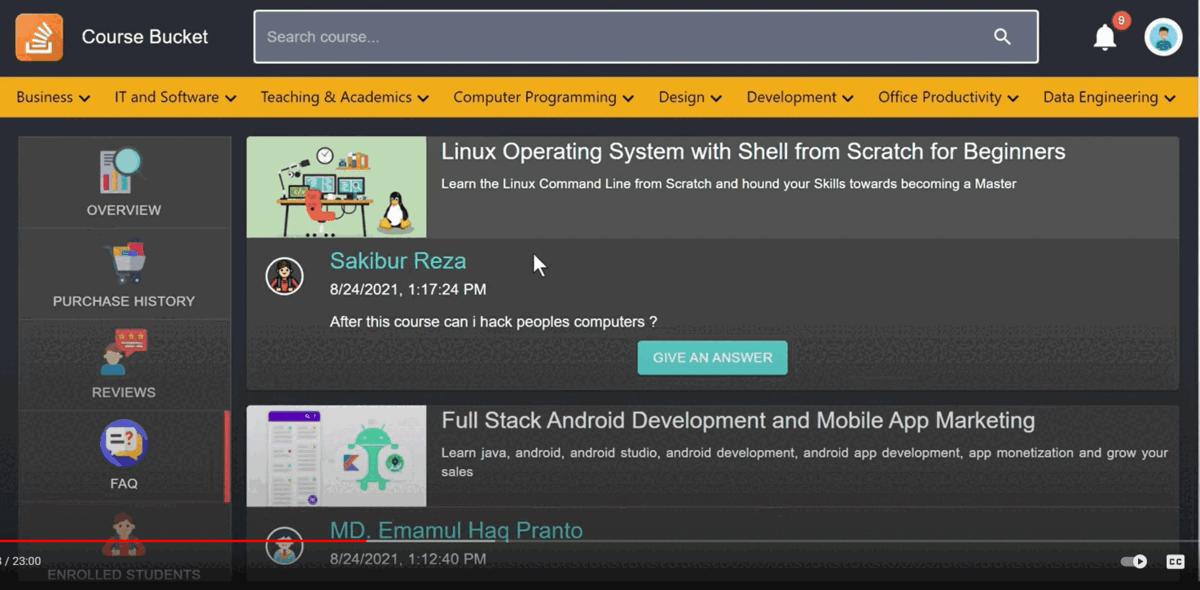 Course Bucket
Search course...
9
Business
IT and Software
Teaching & Academics
Computer Programming
Design
Development
Office Productivity
Data Engineering
OVERVIEW
PURCHASE HISTORY
REVIEWS
FAQ
ENROLLED STUDENTS
Linux Operating System with Shell from Scratch for Beginners
Learn the Linux Command Line from Scratch and hound your Skills towards becoming a Master
Sakibur Reza
8/24/2021, 1:17:24 PM
After this course can i hack peoples computers ?
GIVE AN ANSWER
Full Stack Android Development and Mobile App Marketing
Learn java, android, android studio, android development, android app development, app monetization and grow your
sales
MD. Emamul Haq Pranto
8/24/2021, 1:12:40 PM
/ 23:00
CC